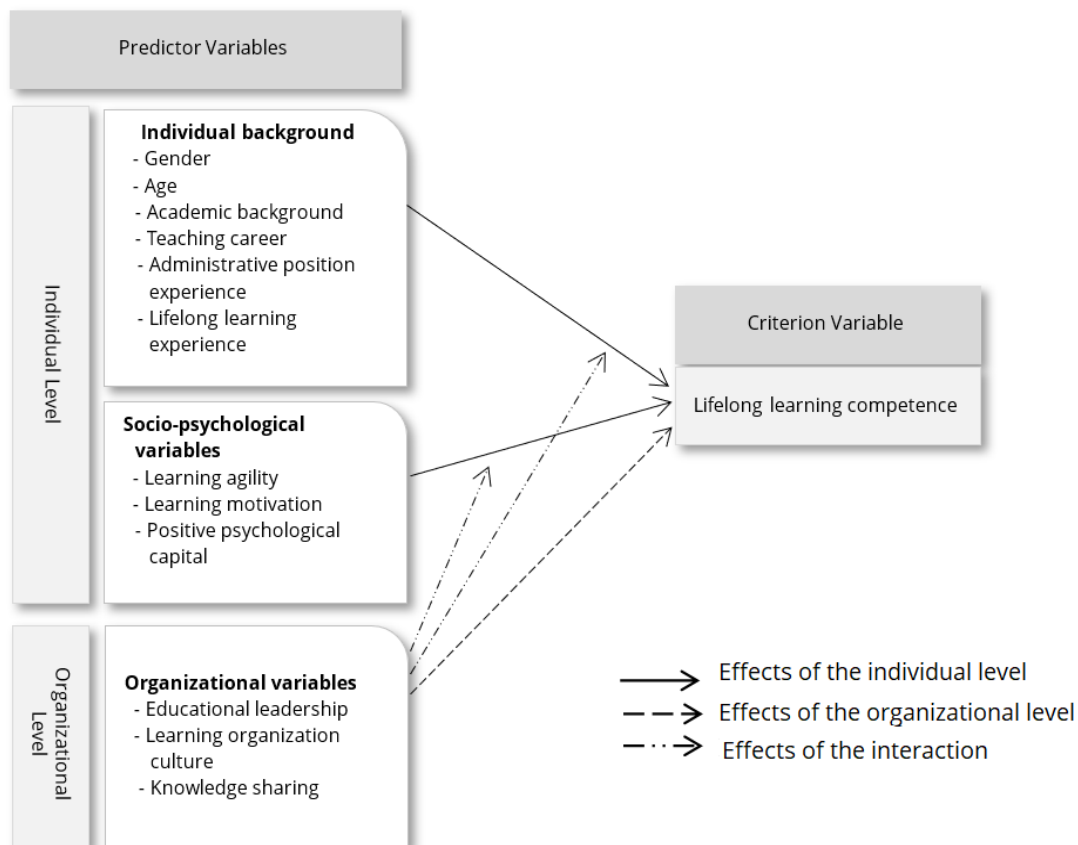 Predictor Variables
Individual Level
Individual background
- Gender
- Age
- Academic background
- Teaching career
- Administrative position
experience
- Lifelong learning
experience
Socio-psychological
variables
- Learning agility
- Learning motivation
- Positive psychological
capital
Organizational
Level
Organizational variables
- Educational leadership
- Learning organization
culture
- Knowledge sharing
Criterion Variable
Lifelong learning competence
Effects of the individual level
Effects of the organizational level
Effects of the interaction